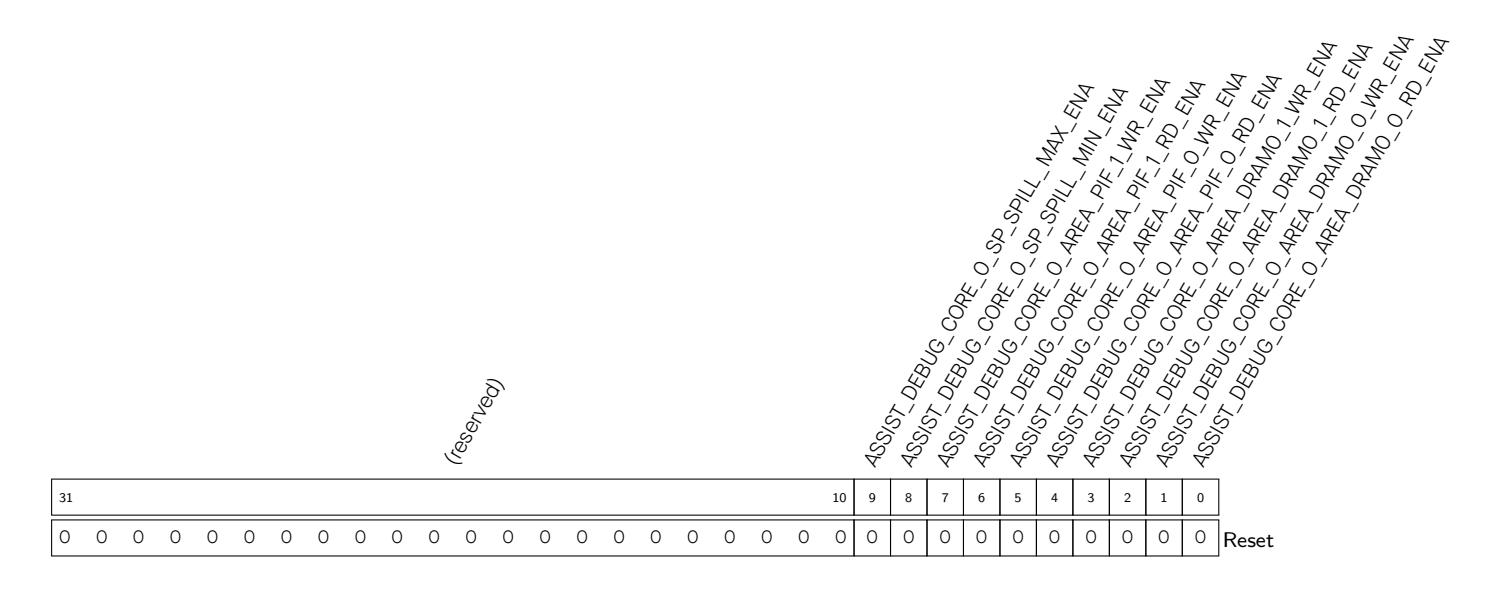 ASSIST_DEBUG_CORE_0_SP_SPILL_MAX_ENA
ASSIST_DEBUG_CORE_0_SP_SPILL_MIN_ENA
ASSIST_DEBUG_CORE_0_AREA_PIF_1_WR_ENA
ASSIST_DEBUG_CORE_0_AREA_PIF_1_RD_ENA
ASSIST_DEBUG_CORE_0_AREA_PIF_0_WR_ENA
ASSIST_DEBUG_CORE_0_AREA_PIF_0_RD_ENA
ASSIST_DEBUG_CORE_0_AREA_DRAM0_1_WR_ENA
ASSIST_DEBUG_CORE_0_AREA_DRAM0_1_RD_ENA
ASSIST_DEBUG_CORE_0_AREA_DRAM0_0_WR_ENA
ASSIST_DEBUG_CORE_0_AREA_DRAM0_0_RD_ENA
(reserved)
31 10 9 8 7 6 5 4 3 2 1 0
0 0 0 0 0 0 0 0 0 0 0 0 0 0 0 0 0 0 0 0 0 0 0 0 0 0 0 0 0 0 0 0 Reset